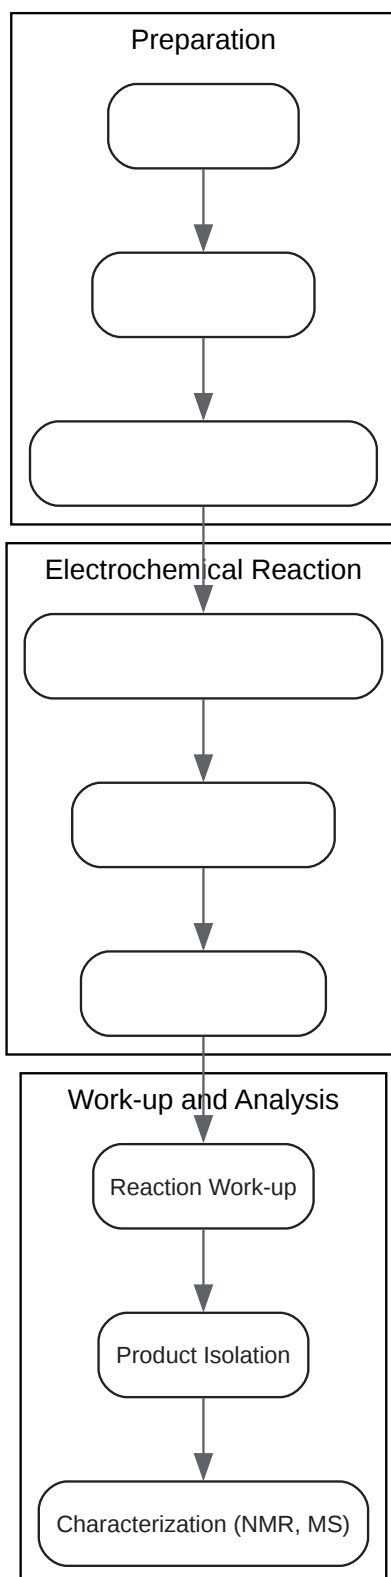 Preparation
Electrochemical Reaction
Work-up and Analysis
Reaction Work-up
Product Isolation
Characterization (NMR, MS)